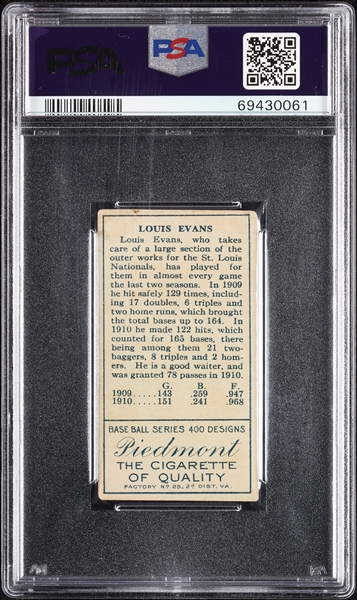 PSA
PSA
69430061
LOUIS EVANS
Louis Evans, who takes
care of a large section of the
outer works for the St. Louis
Nationals, has played for
them in almost every game
the last two seasons. In 1909
he hit safely 129 times, includ-
ing 17 doubles, 6 triples and
two home runs, which brought
the total bases up to 164. In
1910 he made 122 hits, which
counted for 165 bases, there
being among them 21 two-
baggers, 8 triples and 2 hom-
ers. He is a good waiter, and
was granted 78 passes in 1910.
G. B. F.
1909.....143 .259 .947
1910.....151 .241 .968
BASE BALL SERIES 400 DESIGNS
Piedmont
THE CIGARETTE
OF QUALITY
FACTORY No 25, 2d DIST. VA.